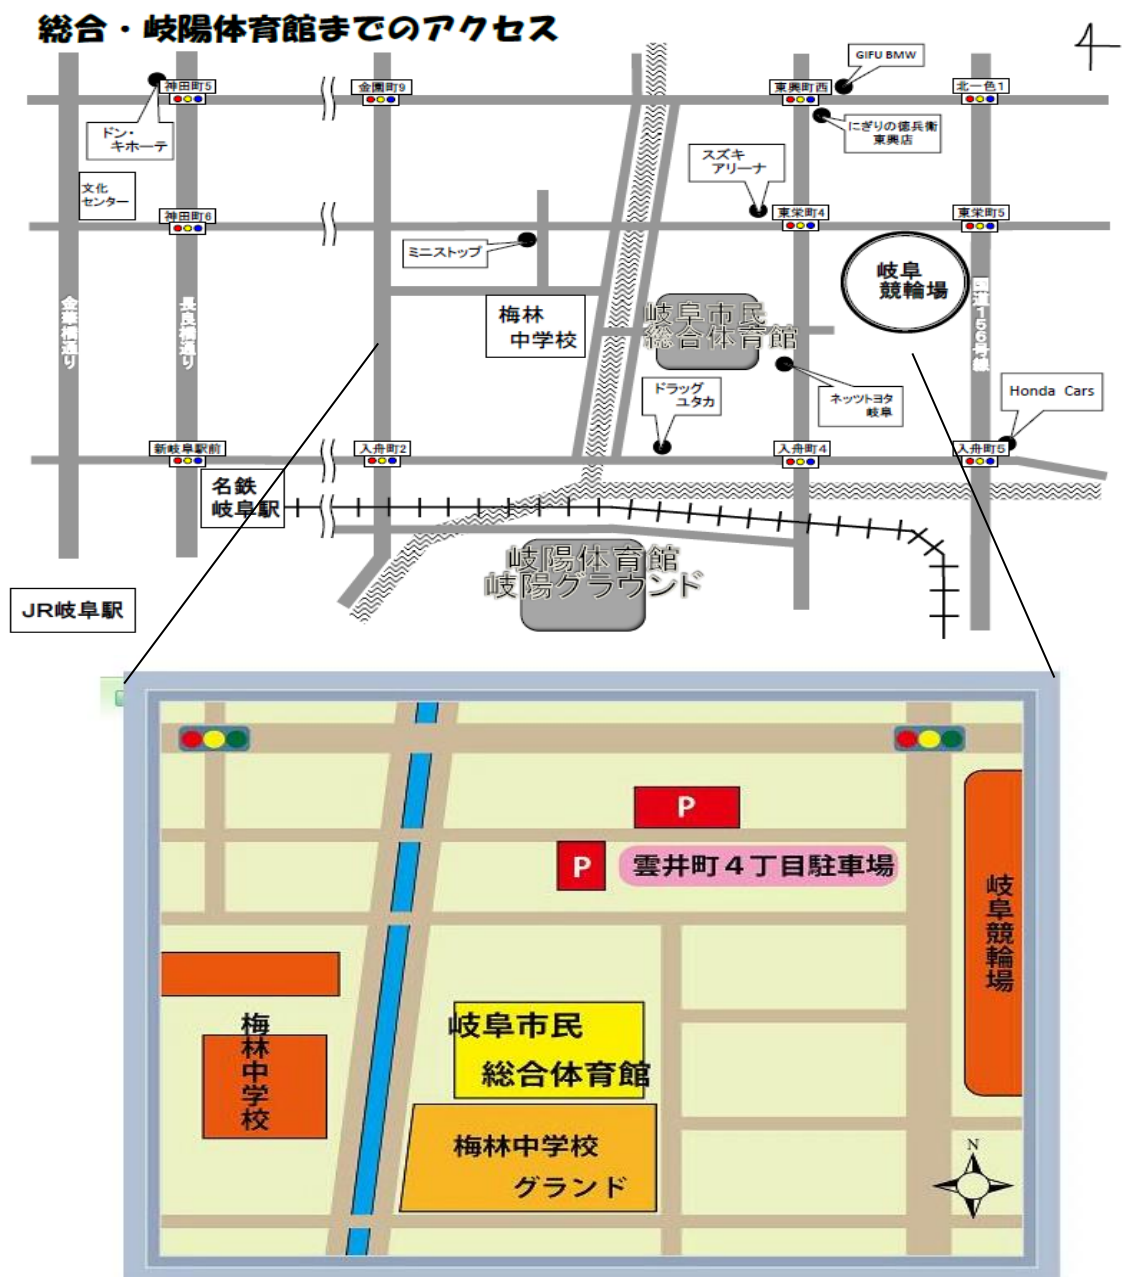 総合・岐陽体育館までのアクセス
GIFU BMW
神田町5
金園町9
東興町西
北一色1
ドン・
キホーテ
にぎりの徳兵衛
東興店
スズキ
アリーナ
文化
センター
神田町6
東栄町4
東栄町5
ミニストップ
岐阜
競輪場
金華橋通り
長良橋通り
国道156号線
梅林
中学校
岐阜市民
総合体育館
ドラッグ
ユタカ
ネッツトヨタ
岐阜
Honda Cars
新岐阜駅前
入舟町2
入舟町4
入舟町5
名鉄
岐阜駅
岐陽体育館
岐陽グラウンド
JR岐阜駅
P
P
雲井町4丁目駐車場
岐阜競輪場
梅林中学校
岐阜市民
総合体育館
梅林中学校
グランド
N